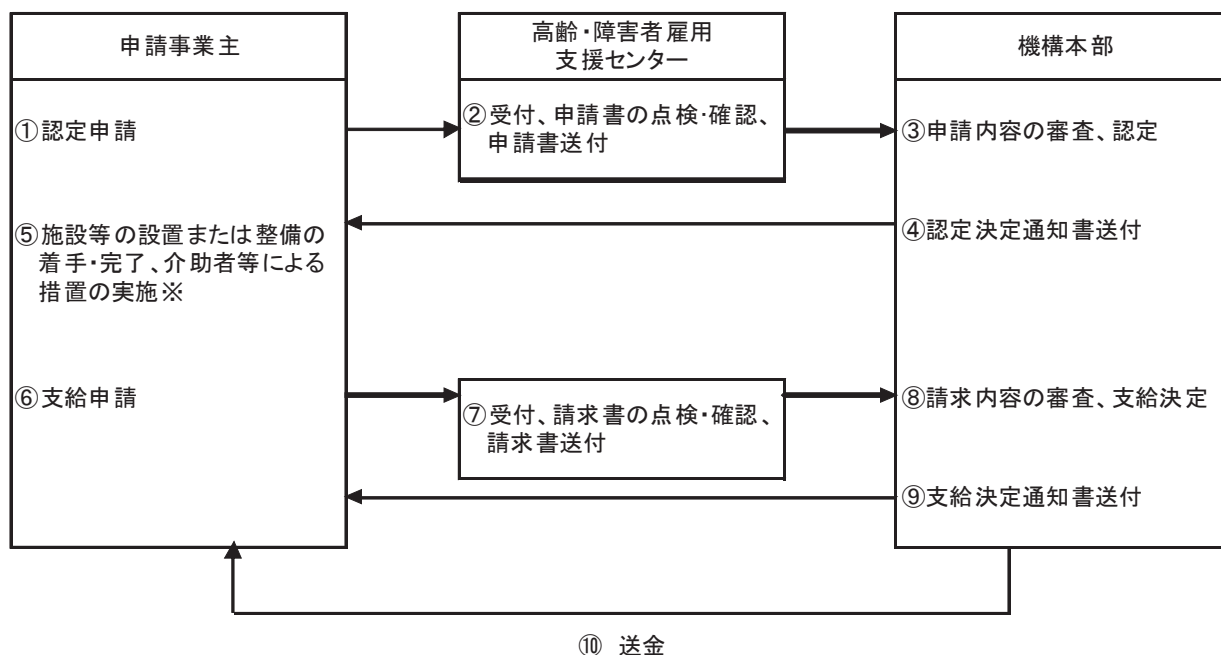 申請事業主
高齢・障害者雇用
支援センター
機構本部
①認定申請
②受付、申請書の点検・確認、
申請書送付
③申請内容の審査、認定
④認定決定通知書送付
⑤施設等の設置または整備の
着手・完了、介助者等による
措置の実施※
⑥支給申請
⑦受付、請求書の点検・確認、
請求書送付
⑧請求内容の審査、支給決定
⑨支給決定通知書送付
⑩ 送金